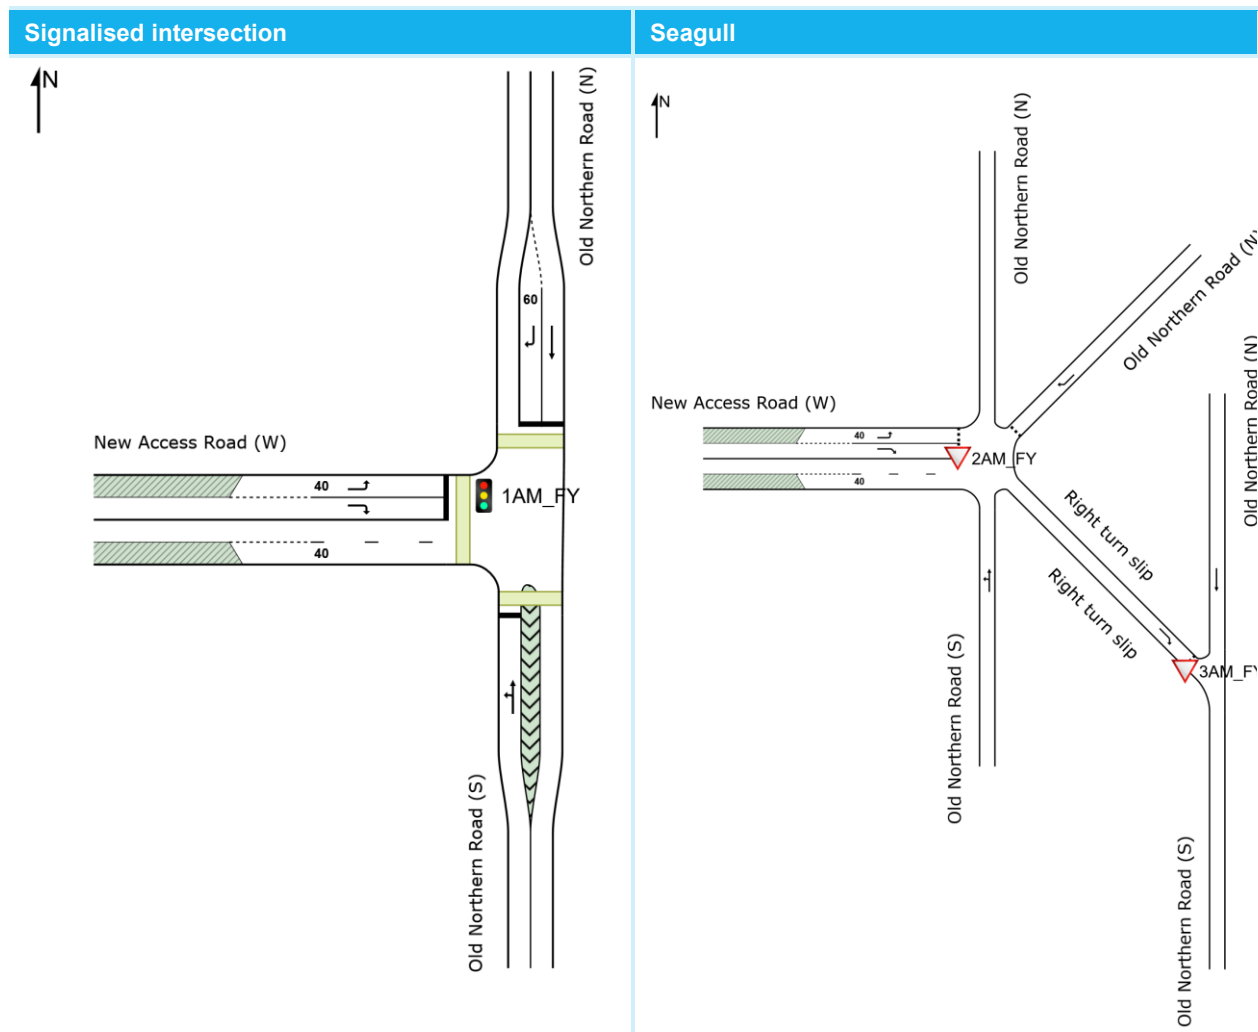 Signalised intersection
Seagull
N
Old Northern Road (N)
60
New Access Road (W)
40
1AM_FY
40
Old Northern Road (S)
N
Old Northern Road (N)
Old Northern Road (N)
Old Northern Road (N)
New Access Road (W)
40
2AM_FY
40
Right turn slip
Right turn slip
Old Northern Road (S)
3AM_FY
Old Northern Road (S)